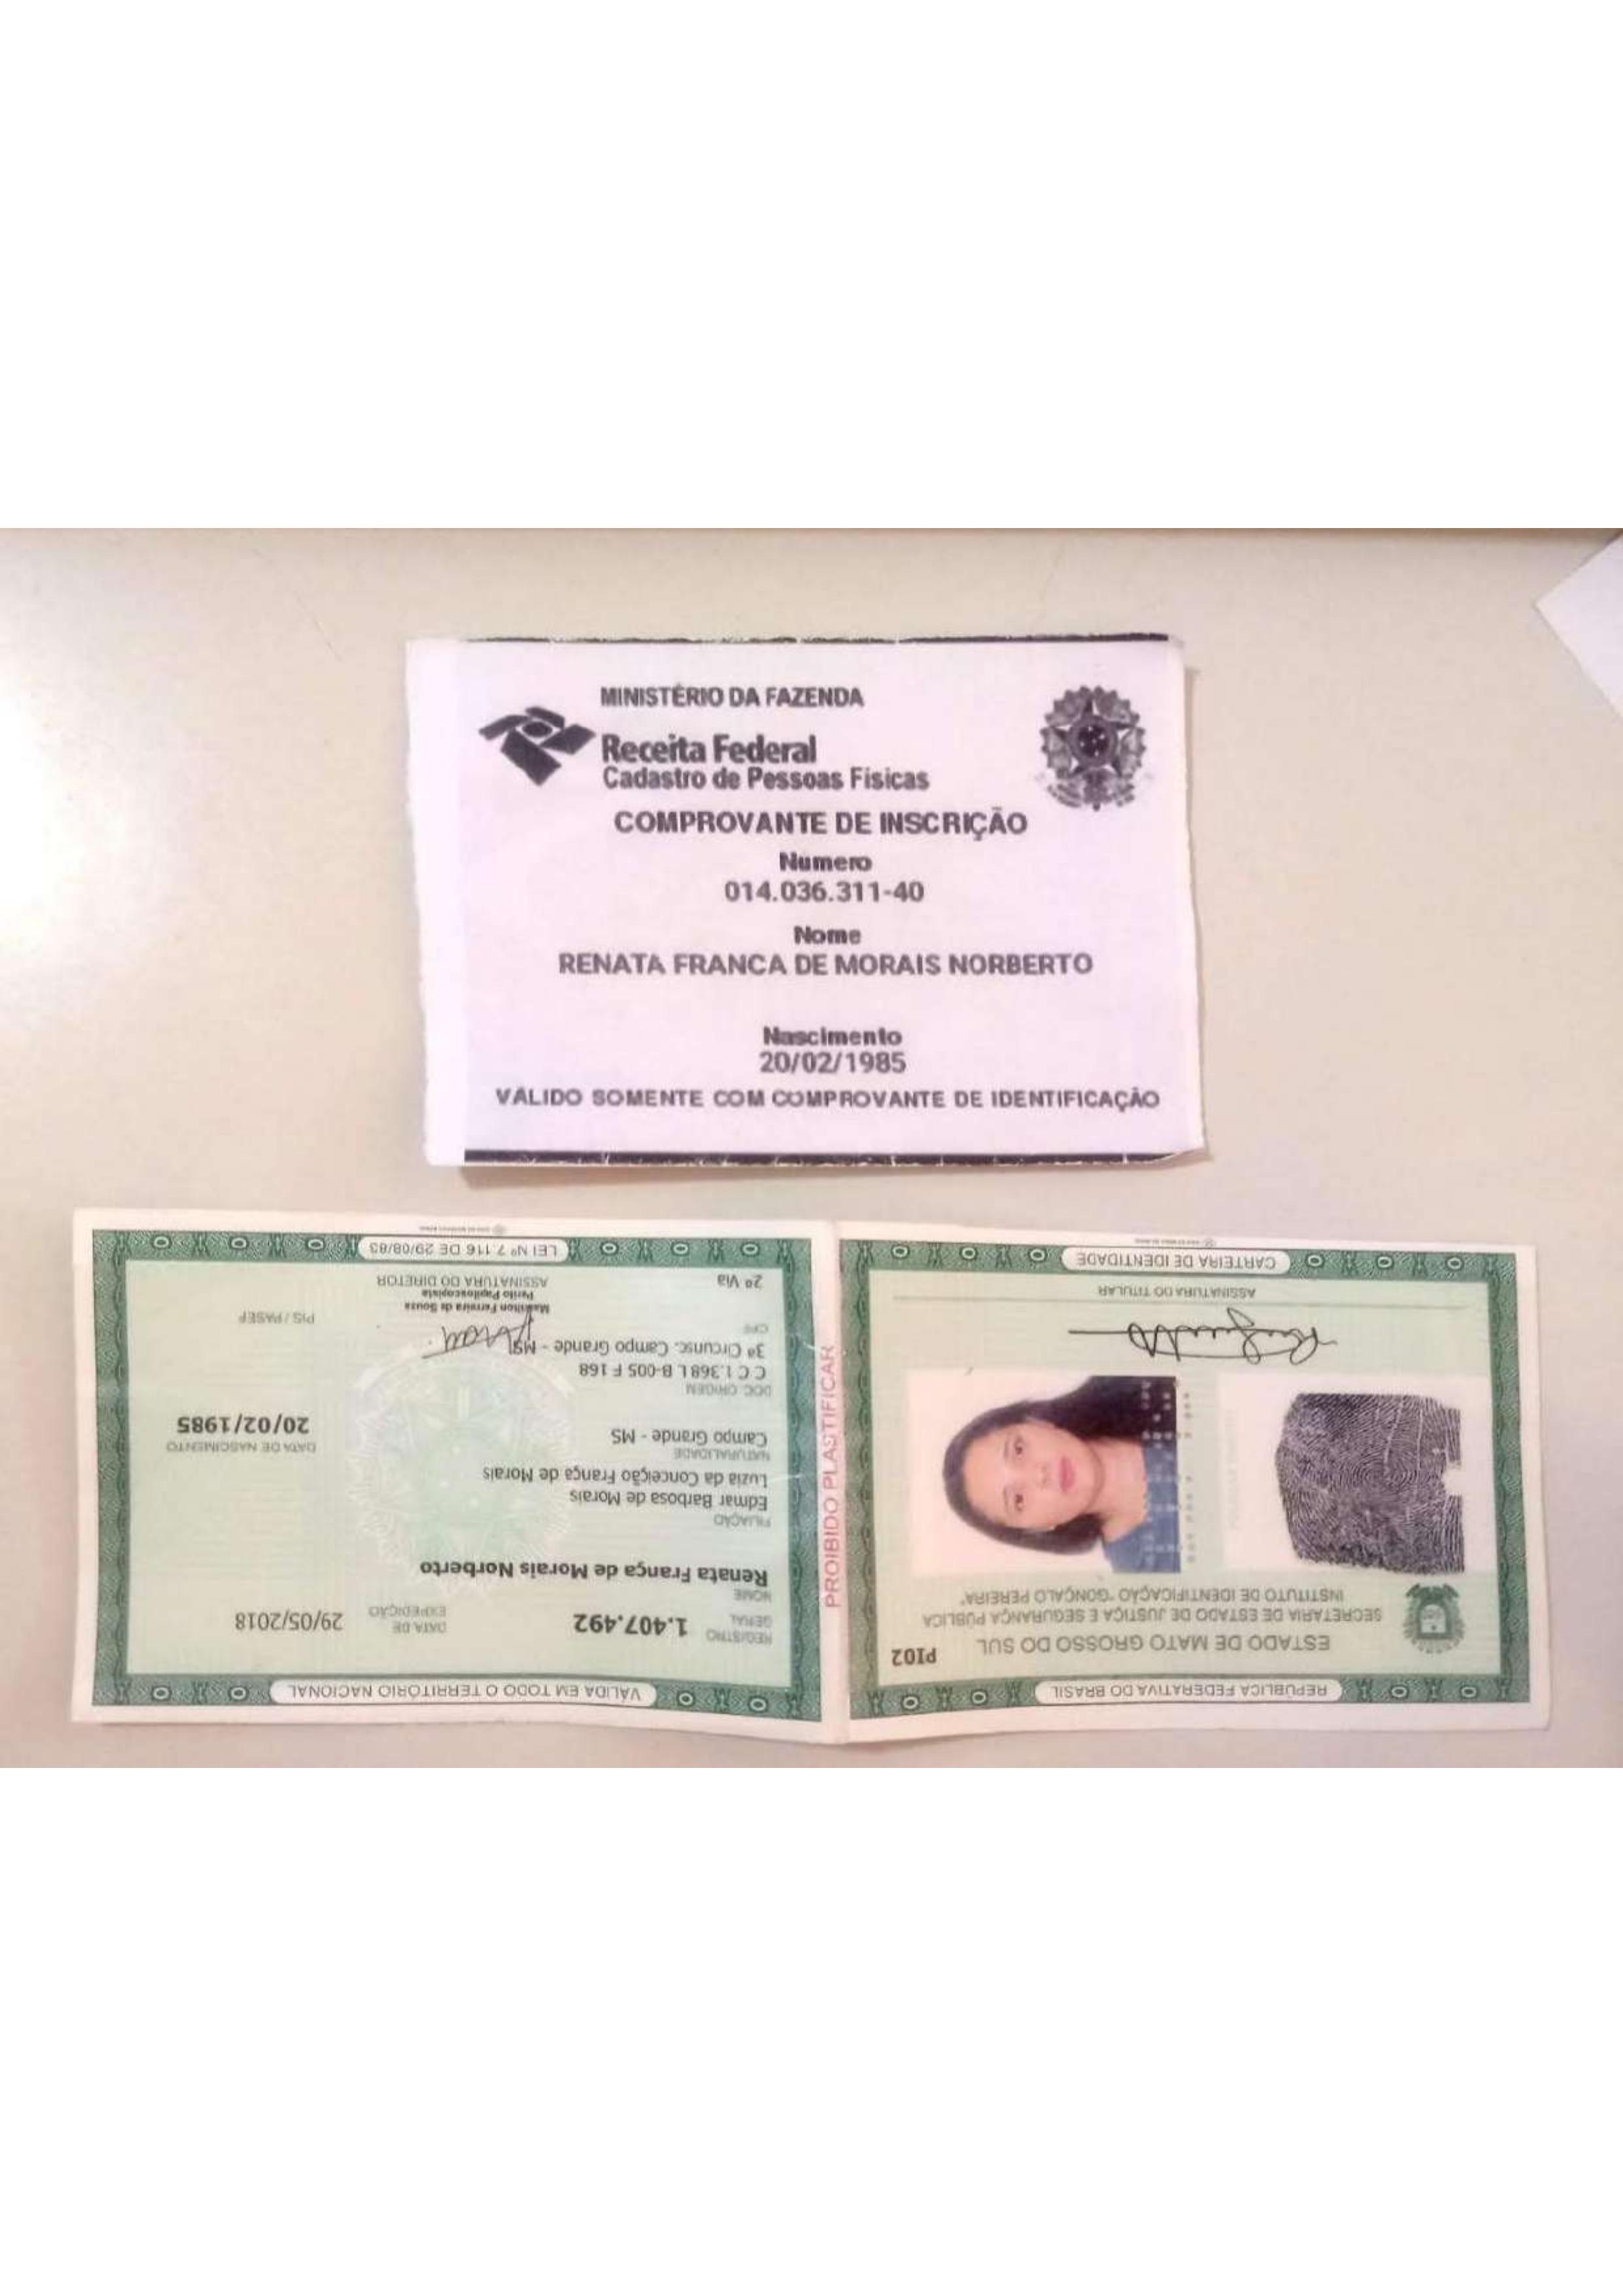 MINISTÉRIO DA FAZENDA
Receita Federal
Cadastro de Pessoas Físicas
COMPROVANTE DE INSCRIÇÃO
Número
014.036.311-40
Nome
RENATA FRANCA DE MORAIS NORBERTO
Nascimento
20/02/1985
VÁLIDO SOMENTE COM COMPROVANTE DE IDENTIFICAÇÃO
REPÚBLICA FEDERATIVA DO BRASIL
ESTADO DE MATO GROSSO DO SUL
PI02
SECRETARIA DE ESTADO DE JUSTIÇA E SEGURANÇA PÚBLICA
INSTITUTO DE IDENTIFICAÇÃO "GONÇALO PEREIRA"
ASSINATURA DO TITULAR
CARTEIRA DE IDENTIDADE
PROIBIDO PLASTIFICAR
VÁLIDA EM TODO O TERRITÓRIO NACIONAL
REGISTRO GERAL 1.407.492 DATA DE EXPEDIÇÃO 29/05/2018
NOME
Renata França de Morais Norberto
FILIAÇÃO
Edmar Barbosa de Morais
Luzia da Conceição França de Morais
NATURALIDADE DATA DE NASCIMENTO
Campo Grande - MS 20/02/1985
DOC. ORIGEM
C C 1.368 L B-005 F 168
3ª Circunsc. Campo Grande - MS
CPF
PIS / PASEP
Maeliton Ferreira de Souza
Perito Papiloscopista
2ª Via ASSINATURA DO DIRETOR
LEI Nº 7.116 DE 29/08/83